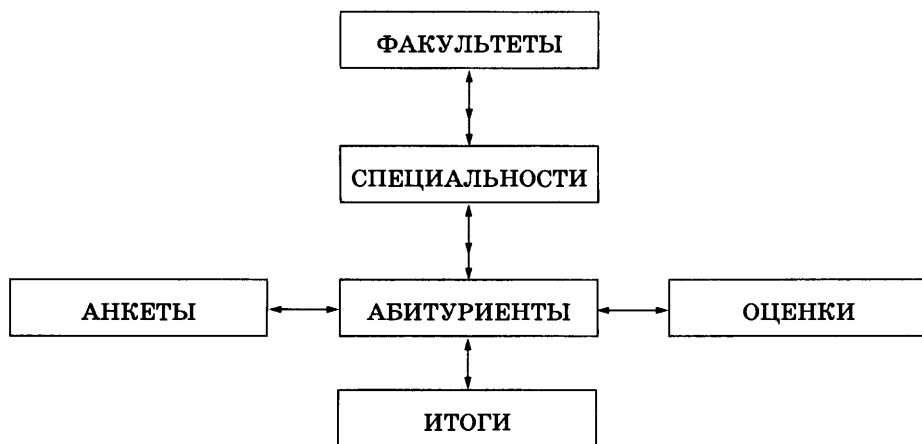 ФАКУЛЬТЕТЫ
СПЕЦИАЛЬНОСТИ
АНКЕТЫ
АБИТУРИЕНТЫ
ОЦЕНКИ
ИТОГИ